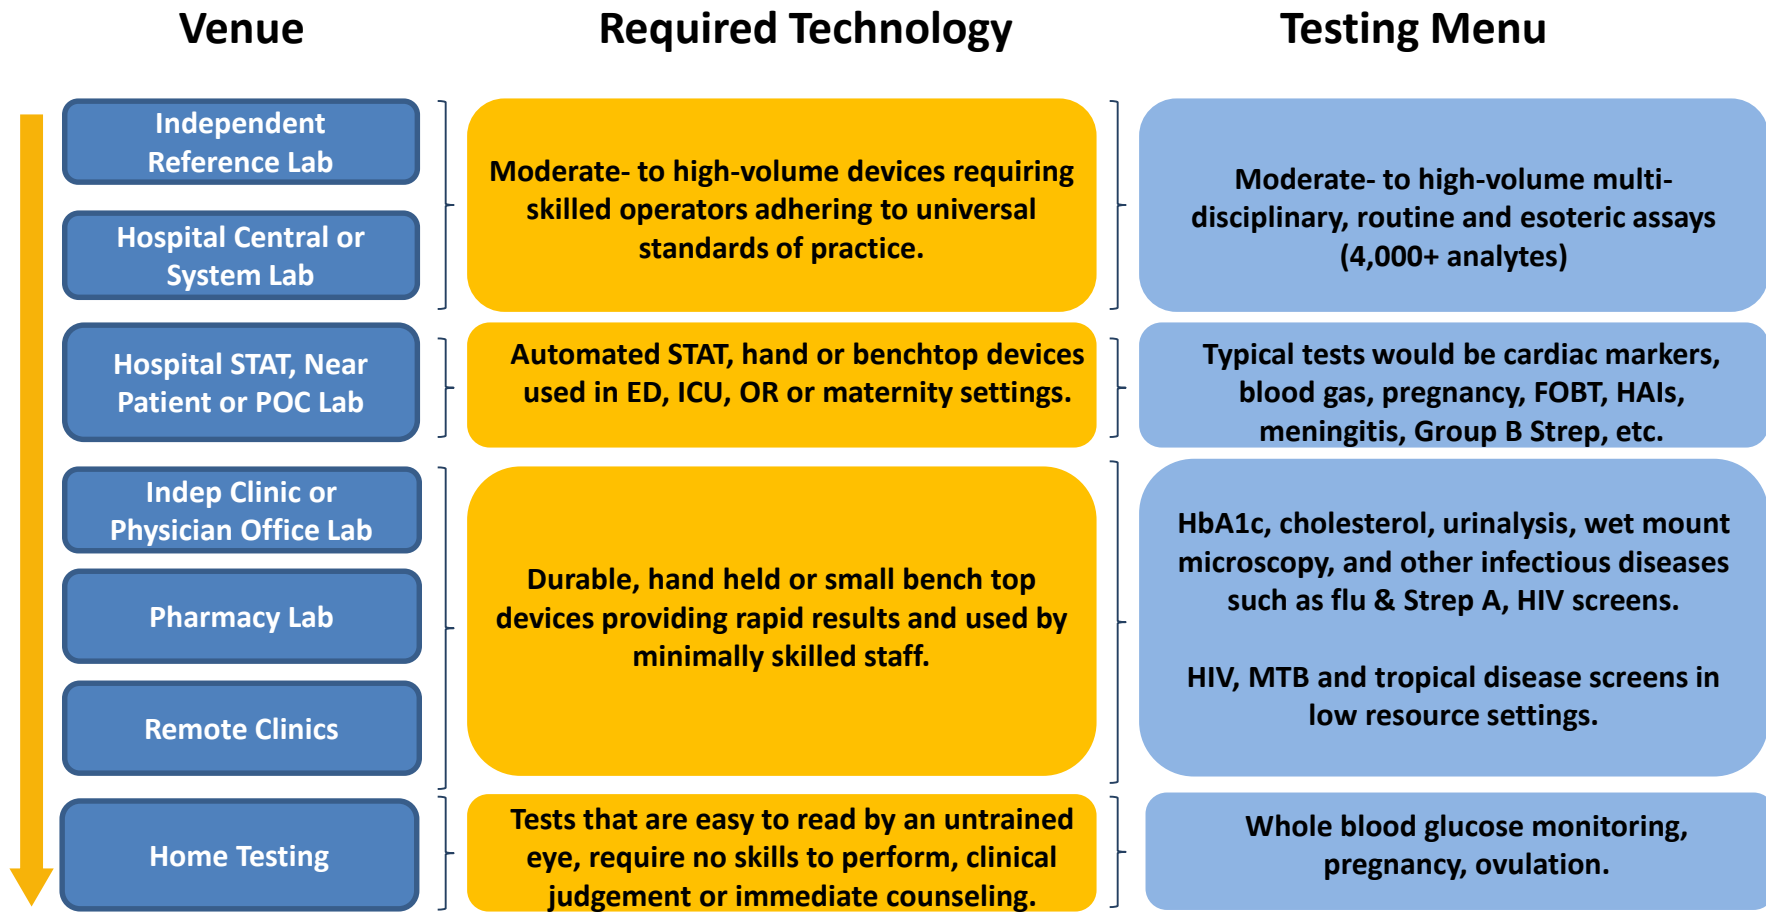 Venue
Required Technology
Testing Menu
Independent
Reference Lab
Hospital Central or
System Lab
Moderate- to high-volume devices requiring
skilled operators adhering to universal
standards of practice.
Moderate- to high-volume multi-
disciplinary, routine and esoteric assays
(4,000+ analytes)
Hospital STAT, Near
Patient or POC Lab
Automated STAT, hand or benchtop devices
used in ED, ICU, OR or maternity settings.
Typical tests would be cardiac markers,
blood gas, pregnancy, FOBT, HAIs,
meningitis, Group B Strep, etc.
Indep Clinic or
Physician Office Lab
Pharmacy Lab
Remote Clinics
Durable, hand held or small bench top
devices providing rapid results and used by
minimally skilled staff.
HbA1c, cholesterol, urinalysis, wet mount
microscopy, and other infectious diseases
such as flu & Strep A, HIV screens.
HIV, MTB and tropical disease screens in
low resource settings.
Home Testing
Tests that are easy to read by an untrained
eye, require no skills to perform, clinical
judgement or immediate counseling.
Whole blood glucose monitoring,
pregnancy, ovulation.